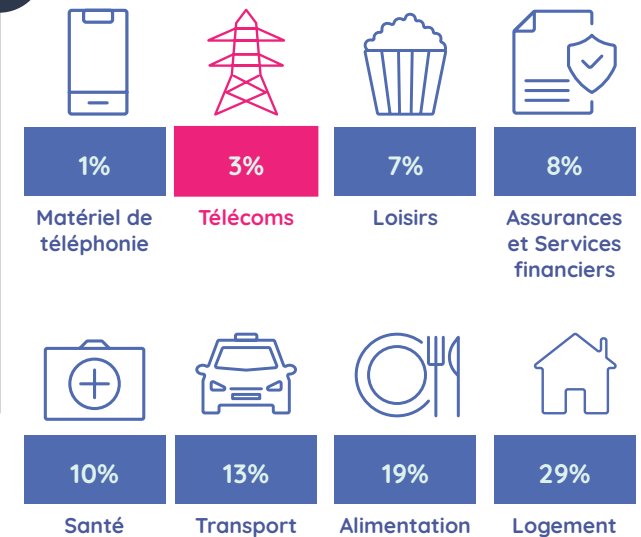 1%
3%
7%
8%
Matériel de
téléphonie
Télécoms
Loisirs
Assurances
et Services
financiers
10%
13%
19%
29%
Santé
Transport
Alimentation
Logement